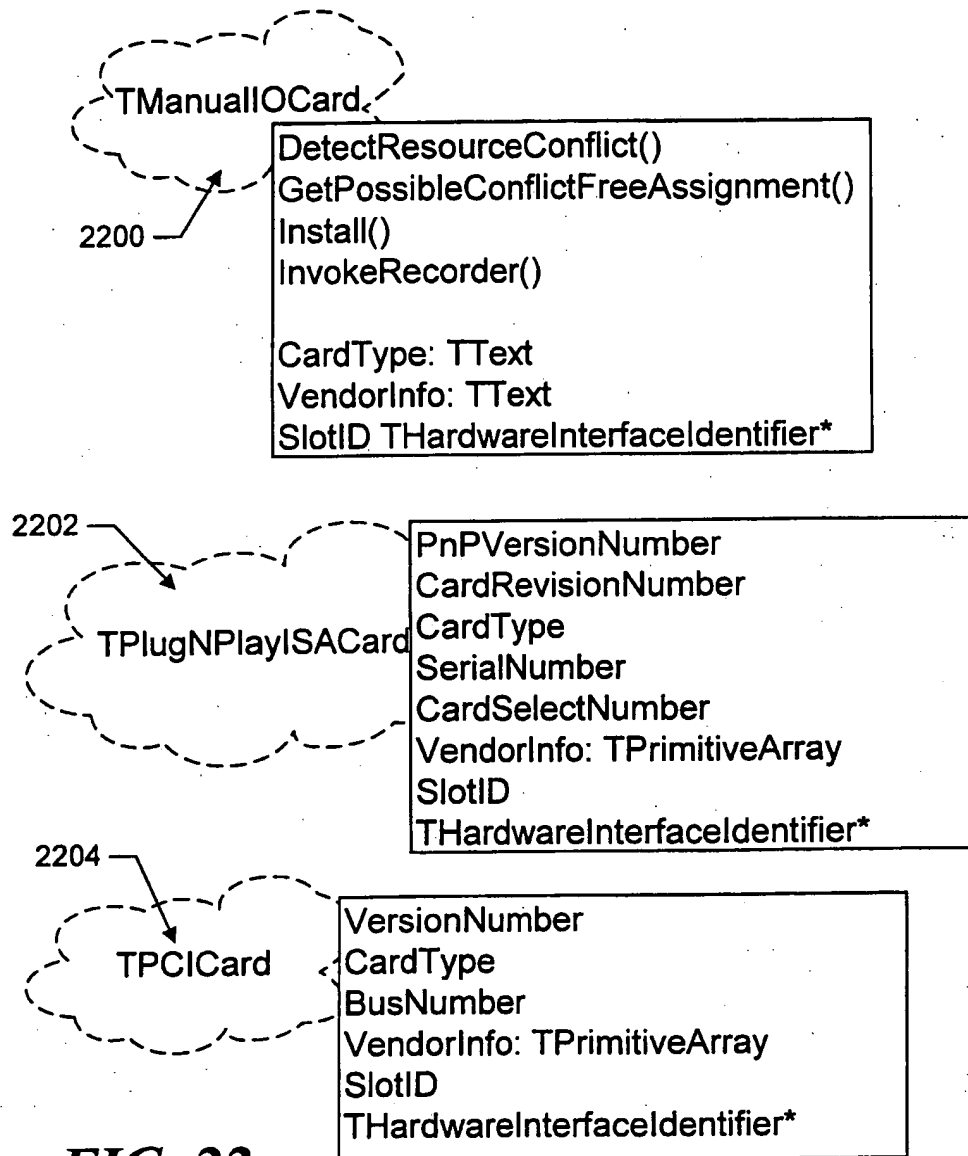 TManualIOCard
DetectResourceConflict()
GetPossibleConflictFreeAssignment()
Install()
InvokeRecorder()
2200
CardType: TText
VendorInfo: TText
SlotID THardwareInterfaceIdentifier*
2202
TPlugNPlayISACard
PnPVersionNumber
CardRevisionNumber
CardType
SerialNumber
CardSelectNumber
VendorInfo: TPrimitiveArray
SlotID
THardwareInterfaceIdentifier*
2204
TPCICard
VersionNumber
CardType
BusNumber
VendorInfo: TPrimitiveArray
SlotID
THardwareInterfaceIdentifier*
FIG. 22